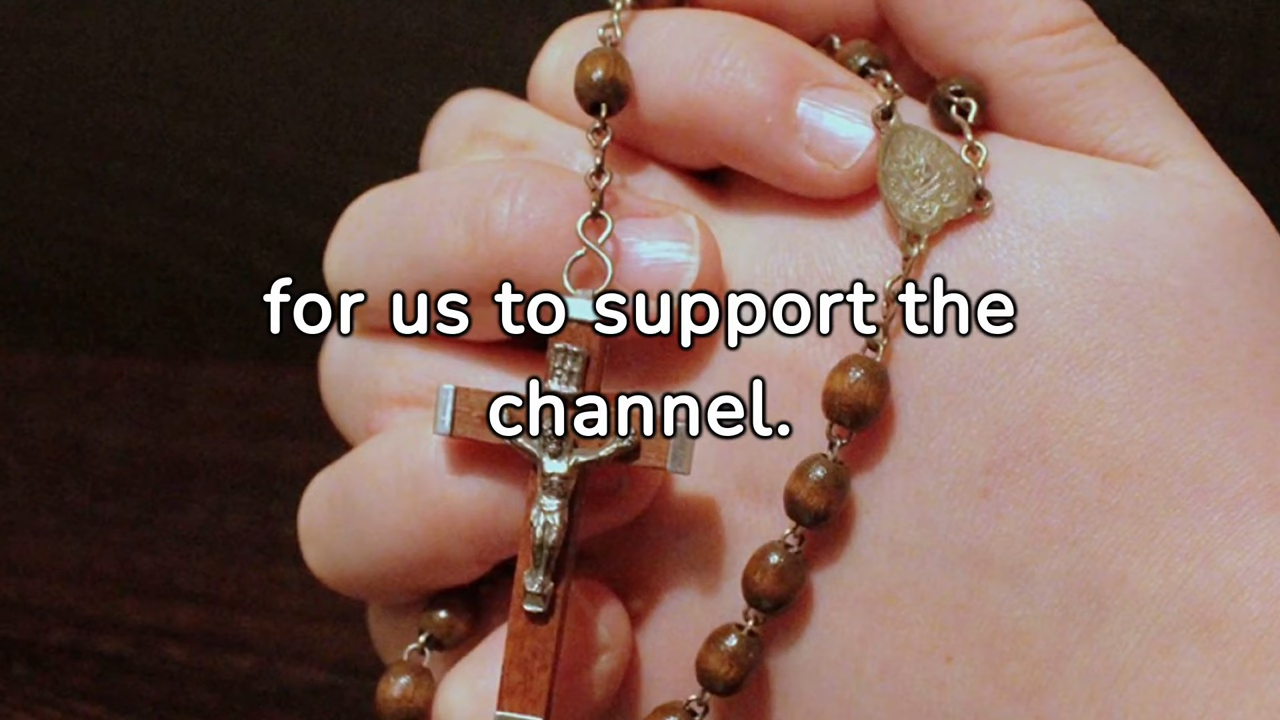 for us to support the
channel.